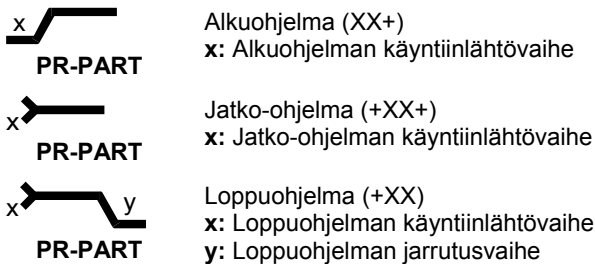 x
PR-PART
Alkuohjelma (XX+)
x: Alkuohjelman käyntiinlähtövaihe
x
PR-PART
Jatko-ohjelma (+XX+)
x: Jatko-ohjelman käyntiinlähtövaihe
x
y
PR-PART
Loppuohjelma (+XX)
x: Loppuohjelman käyntiinlähtövaihe
y: Loppuohjelman jarrutusvaihe